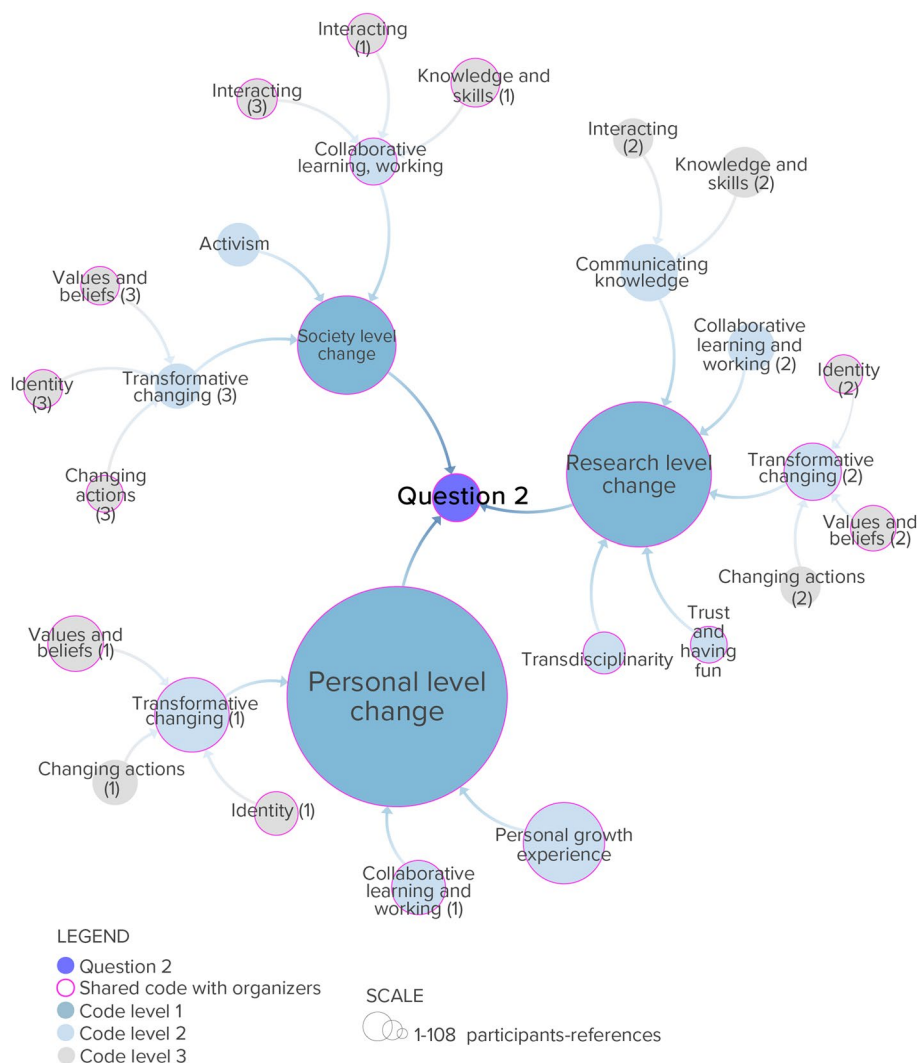 Interacting
(1)
Interacting
(3)
Knowledge and
skills (1)
Collaborative
learning, working
Interacting
(2)
Knowledge and
skills (2)
Activism
Communicating
knowledge
Values and
beliefs (3)
Society level
change
Collaborative
learning and
working (2)
Identity
(3)
Transformative
changing (3)
Identity
(2)
Changing
actions
(3)
Question 2
Research level
change
Transformative
changing (2)
Values and
beliefs (2)
Changing actions
(2)
Transdisciplinarity
Trust
and
having
fun
Values and
beliefs (1)
Personal level
change
Transformative
changing (1)
Changing actions
(1)
Identity (1)
Personal growth
experience
Collaborative
learning and
working (1)
LEGEND
Question 2
Shared code with organizers
Code level 1
Code level 2
Code level 3
SCALE
1-108 participants-references